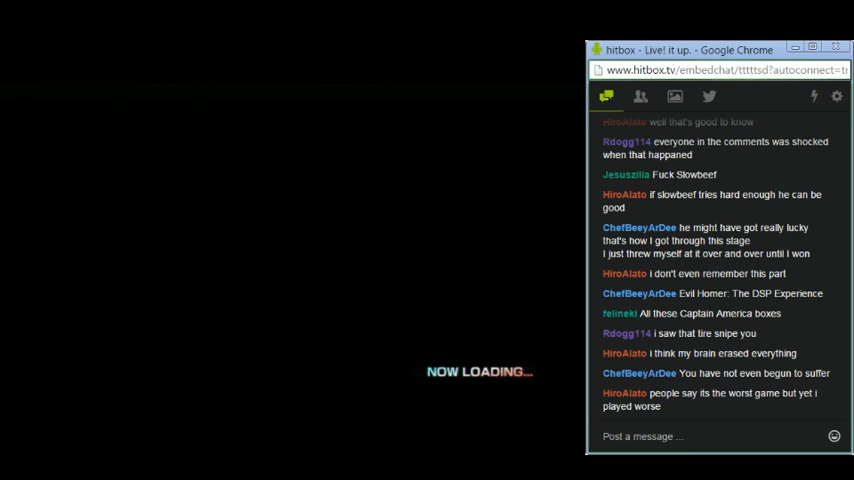 hitbox - Live! it up. - Google Chrome
www.hitbox.tv/embedchat/tttttsd?autoconnect=tr
HiroAlato well that's good to know
Rdogg114 everyone in the comments was shocked
when that happaned
Jesuszilla Fuck Slowbeef
HiroAlato if slowbeef tries hard enough he can be
good
ChefBeeyArDee he might have got really lucky
that's how I got through this stage
I just threw myself at it over and over until I won
HiroAlato i don't even remember this part
ChefBeeyArDee Evil Homer: The DSP Experience
felineki All these Captain America boxes
Rdogg114 i saw that tire snipe you
HiroAlato i think my brain erased everything
NOW LOADING...
ChefBeeyArDee You have not even begun to suffer
HiroAlato people say its the worst game but yet i
played worse
Post a message ...